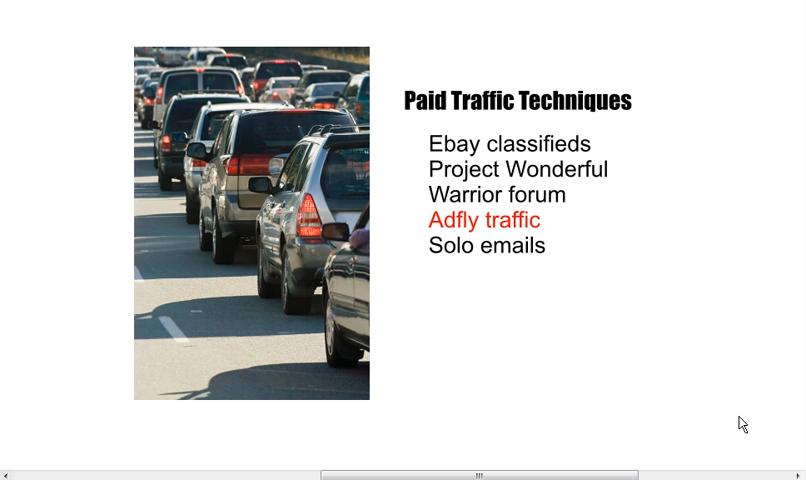 Paid Traffic Techniques
Ebay classifieds
Project Wonderful
Warrior forum
Adfly traffic
Solo emails